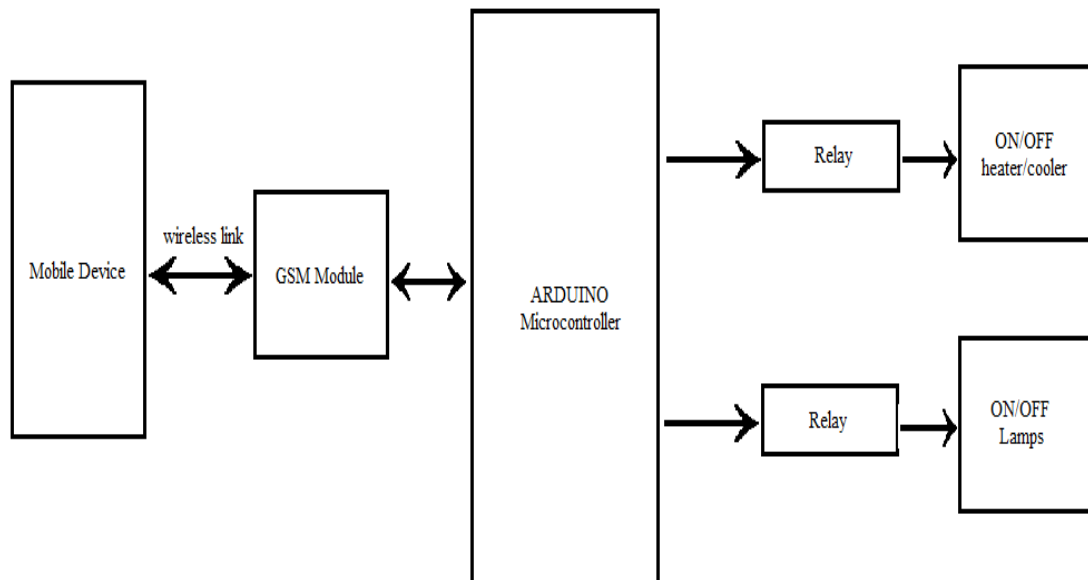 Mobile Device
wireless link
GSM Module
ARDUINO
Microcontroller
Relay
ON/OFF
heater/cooler
Relay
ON/OFF
Lamps